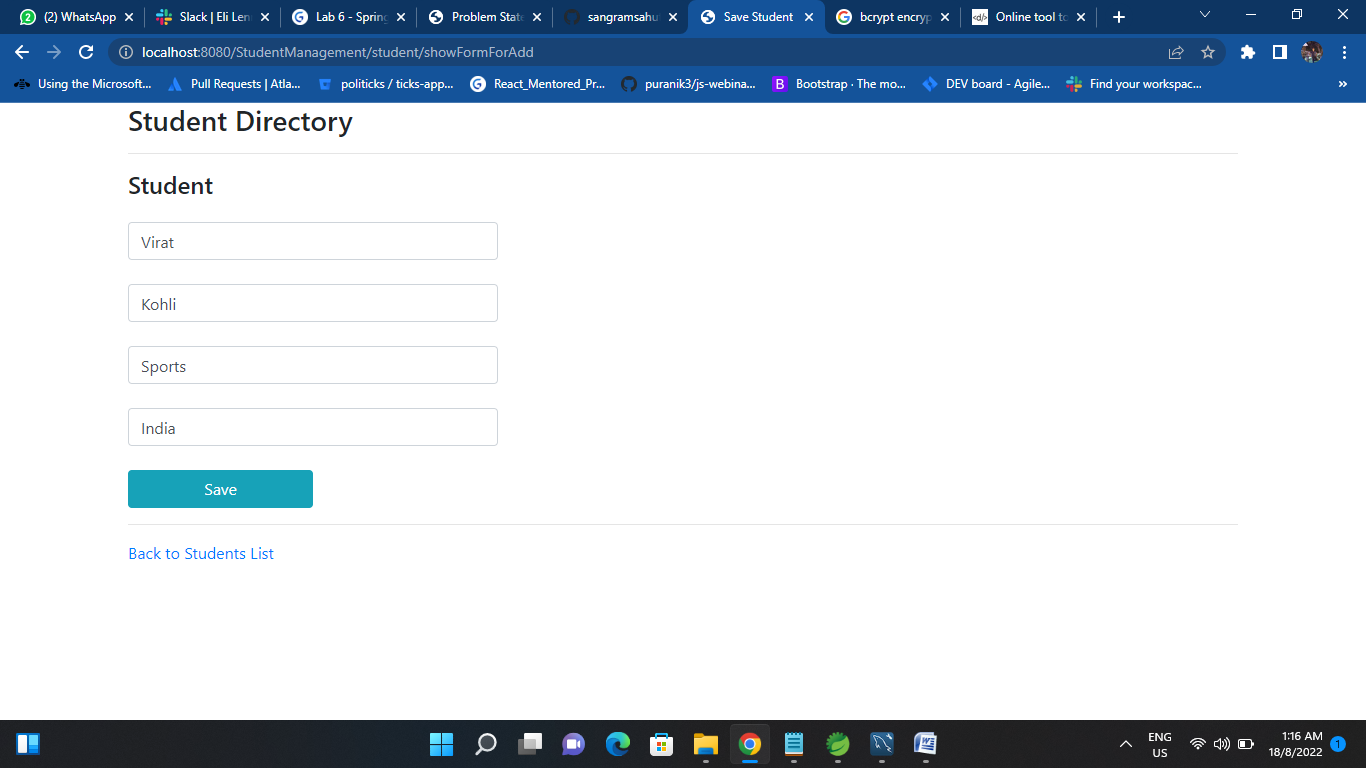 (2) WhatsApp
Slack | Eli Len
Lab 6 - Spring
Problem State
sangramsahu
Save Student
bcrypt encryp
Online tool to
localhost:8080/StudentManagement/student/showFormForAdd
Using the Microsoft...
Pull Requests | Atla...
politicks / ticks-app...
React_Mentored_Pr...
puranik3/js-webina...
Bootstrap · The mo...
DEV board - Agile...
Find your workspac...
»
Student Directory
Student
Virat
Kohli
Sports
India
Save
Back to Students List
ENG
US
1:16 AM
18/8/2022
1